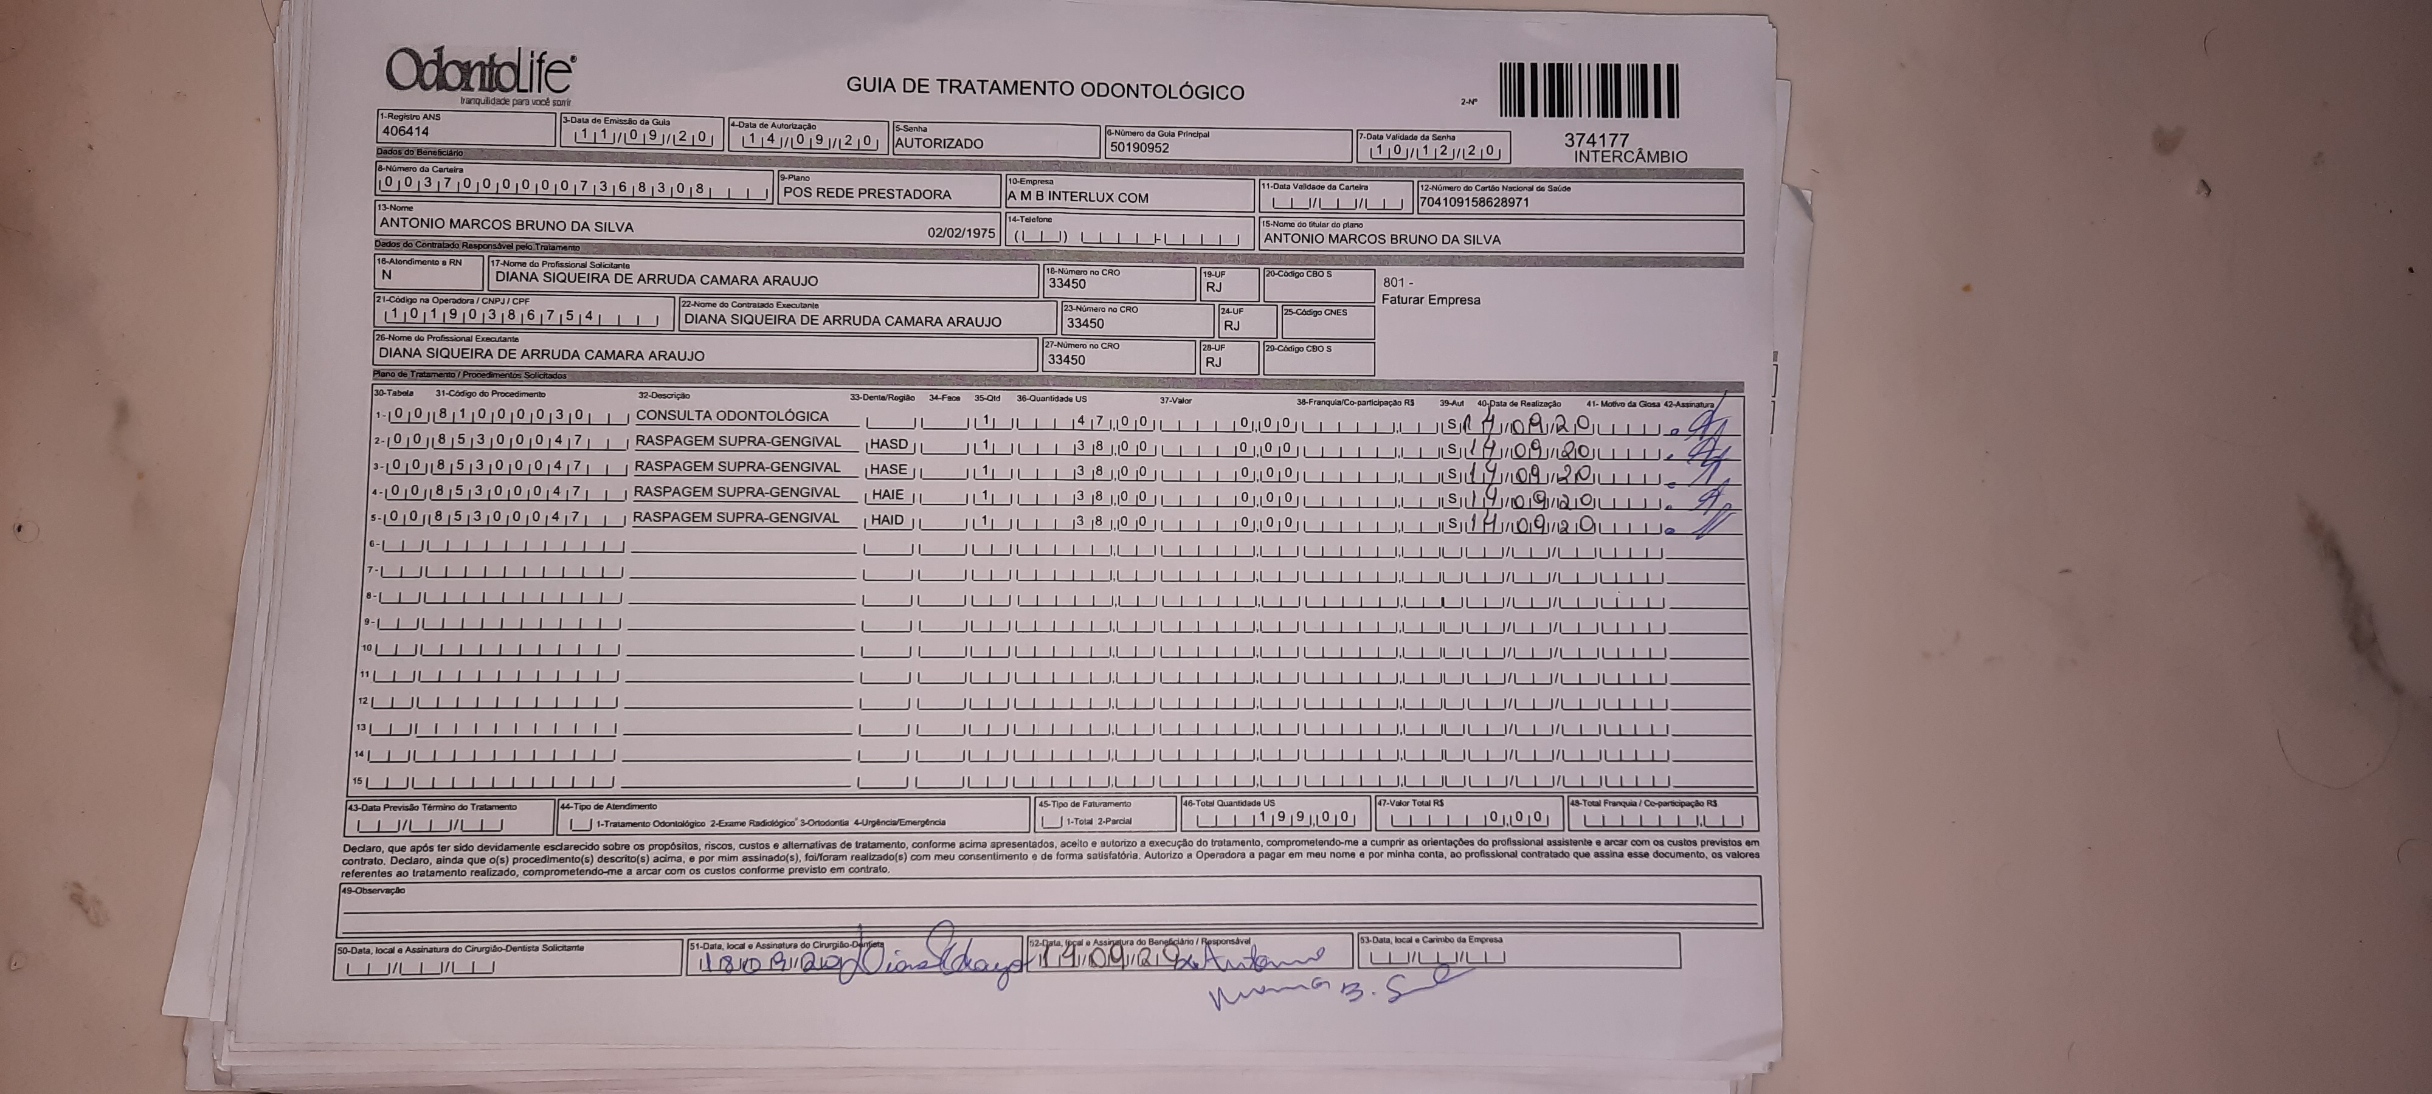 OdontoLife
tranquilidade para você sorrir
GUIA DE TRATAMENTO ODONTOLÓGICO
2-Nº
374177
INTERCÂMBIO
1-Registro ANS
406414
3-Data de Emissão da Guia
11/09/20
4-Data de Autorização
14/09/20
5-Senha
AUTORIZADO
6-Número da Guia Principal
50190952
7-Data Validade da Senha
10/12/20
Dados do Beneficiário
8-Número da Carteira
00370000007368308
9-Plano
POS REDE PRESTADORA
10-Empresa
A M B INTERLUX COM
11-Data Validade da Carteira
12-Número do Cartão Nacional de Saúde
704109158628971
13-Nome
ANTONIO MARCOS BRUNO DA SILVA 02/02/1975
14-Telefone
15-Nome do titular do plano
ANTONIO MARCOS BRUNO DA SILVA
Dados do Contratado Responsável pelo Tratamento
16-Atendimento a RN
N
17-Nome do Profissional Solicitante
DIANA SIQUEIRA DE ARRUDA CAMARA ARAUJO
18-Número no CRO
33450
19-UF
RJ
20-Código CBO S
801 -
Faturar Empresa
21-Código na Operadora / CNPJ / CPF
10190386754
22-Nome do Contratado Executante
DIANA SIQUEIRA DE ARRUDA CAMARA ARAUJO
23-Número no CRO
33450
24-UF
RJ
25-Código CNES
26-Nome do Profissional Executante
DIANA SIQUEIRA DE ARRUDA CAMARA ARAUJO
27-Número no CRO
33450
28-UF
RJ
29-Código CBO S
Plano de Tratamento / Procedimentos Solicitados
30-Tabela 31-Código do Procedimento 32-Descrição 33-Dente/Região 34-Face 35-Qtd 36-Quantidade US 37-Valor 38-Franquia/Co-participação R$ 39-Aut 40-Data de Realização 41- Motivo da Glosa 42-Assinatura
1- 00 81000030 CONSULTA ODONTOLÓGICA 1 47,00 0,00 S 14/09/20
2- 00 85300047 RASPAGEM SUPRA-GENGIVAL HASD 1 38,00 0,00 S 14/09/20
3- 00 85300047 RASPAGEM SUPRA-GENGIVAL HASE 1 38,00 0,00 S 14/09/20
4- 00 85300047 RASPAGEM SUPRA-GENGIVAL HAIE 1 38,00 0,00 S 14/09/20
5- 00 85300047 RASPAGEM SUPRA-GENGIVAL HAID 1 38,00 0,00 S 14/09/20
6-
7-
8-
9-
10
11
12
13
14
15
43-Data Previsão Término do Tratamento
44-Tipo de Atendimento
1-Tratamento Odontológico 2-Exame Radiológico 3-Ortodontia 4-Urgência/Emergência
45-Tipo de Faturamento
1-Total 2-Parcial
46-Total Quantidade US
199,00
47-Valor Total R$
0,00
48-Total Franquia / Co-participação R$
Declaro, que após ter sido devidamente esclarecido sobre os propósitos, riscos, custos e alternativas de tratamento, conforme acima apresentados, aceito e autorizo a execução do tratamento, comprometendo-me a cumprir as orientações do profissional assistente e arcar com os custos previstos em
contrato. Declaro, ainda que o(s) procedimento(s) descrito(s) acima, e por mim assinado(s), foi/foram realizado(s) com meu consentimento e de forma satisfatória. Autorizo a Operadora a pagar em meu nome e por minha conta, ao profissional contratado que assina esse documento, os valores
referentes ao tratamento realizado, comprometendo-me a arcar com os custos conforme previsto em contrato.
49-Observação
50-Data, local e Assinatura do Cirurgião-Dentista Solicitante
51-Data, local e Assinatura do Cirurgião-Dentista
52-Data, local e Assinatura do Beneficiário / Responsável
14/09/20 Antonio
53-Data, local e Carimbo da Empresa